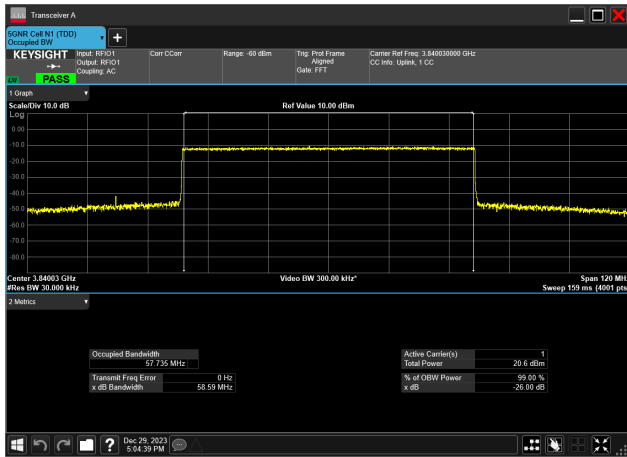 Transceiver A
5GNR Cell N1 (TDD)
Occupied BW
KEYSIGHT
LXI
PASS
Input: RFIO1
Output: RFIO1
Coupling: AC
Corr CCorr
Range: -60 dBm
Trig: Prot Frame
Aligned
Gate: FFT
Carrier Ref Freq: 3.840030000 GHz
CC Info: Uplink, 1 CC
1 Graph
Scale/Div 10.0 dB
Ref Value 10.00 dBm
Log
0.00
-10.0
-20.0
-30.0
-40.0
-50.0
-60.0
-70.0
-80.0
Center 3.84003 GHz
Video BW 300.00 kHz*
Span 120 MHz
#Res BW 30.000 kHz
Sweep 159 ms (4001 pts
2 Metrics
Occupied Bandwidth
57.735 MHz
Transmit Freq Error 0 Hz
x dB Bandwidth 58.59 MHz
Active Carrier(s) 1
Total Power 20.6 dBm
% of OBW Power 99.00 %
x dB -26.00 dB
Dec 29, 2023
5:04:39 PM